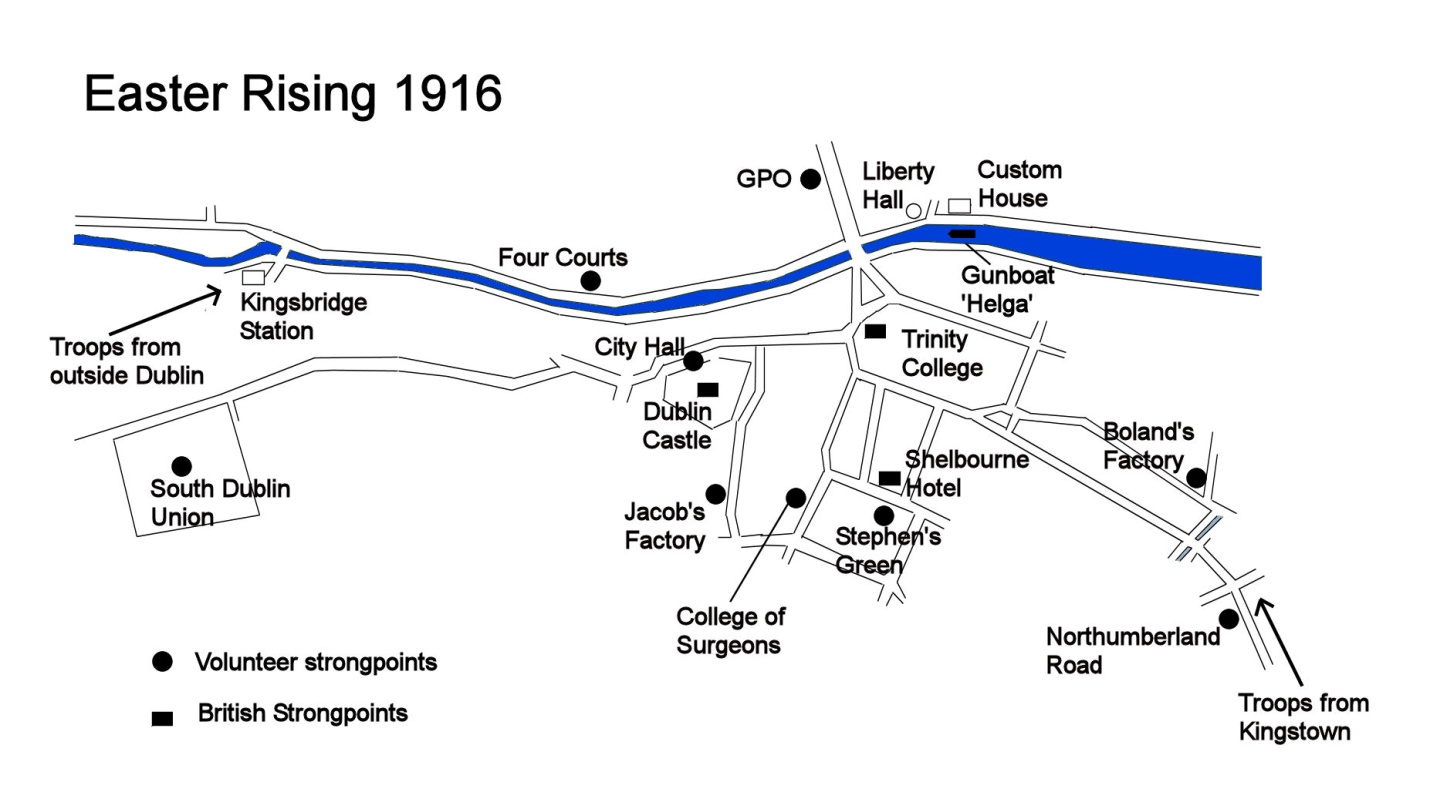 Easter Rising 1916
GPO
Liberty
Hall
Custom
House
Four Courts
Gunboat
'Helga'
Kingsbridge
Station
Troops from
outside Dublin
City Hall
Trinity
College
Dublin
Castle
Boland's
Factory
Shelbourne
Hotel
South Dublin
Union
Jacob's
Factory
Stephen's
Green
College of
Surgeons
Northumberland
Road
Volunteer strongpoints
British Strongpoints
Troops from
Kingstown